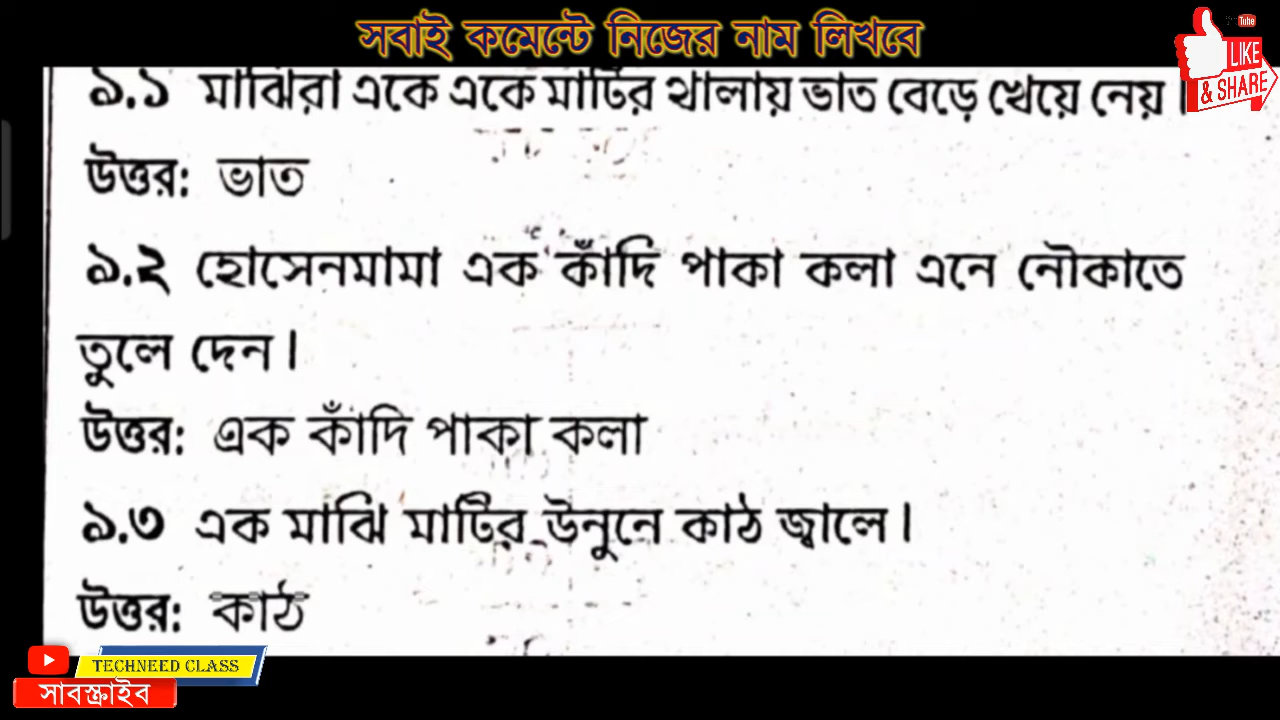 সবাই কমেন্টে নিজের নাম লিখবে
YouTube
LIKE
& SHARE
৯.১ মাঝিরা একে একে মাটির থালায় ভাত বেড়ে খেয়ে নেয়।
উত্তর: ভাত
৯.২ হোসেনমামা এক কাঁদি পাকা কলা এনে নৌকাতে
তুলে দেন।
উত্তর: এক কাঁদি পাকা কলা
৯.৩ এক মাঝি মাটির উনুনে কাঠ জ্বালে।
উত্তর: কাঠ
TECHNEED CLASS
সাবস্ক্রাইব